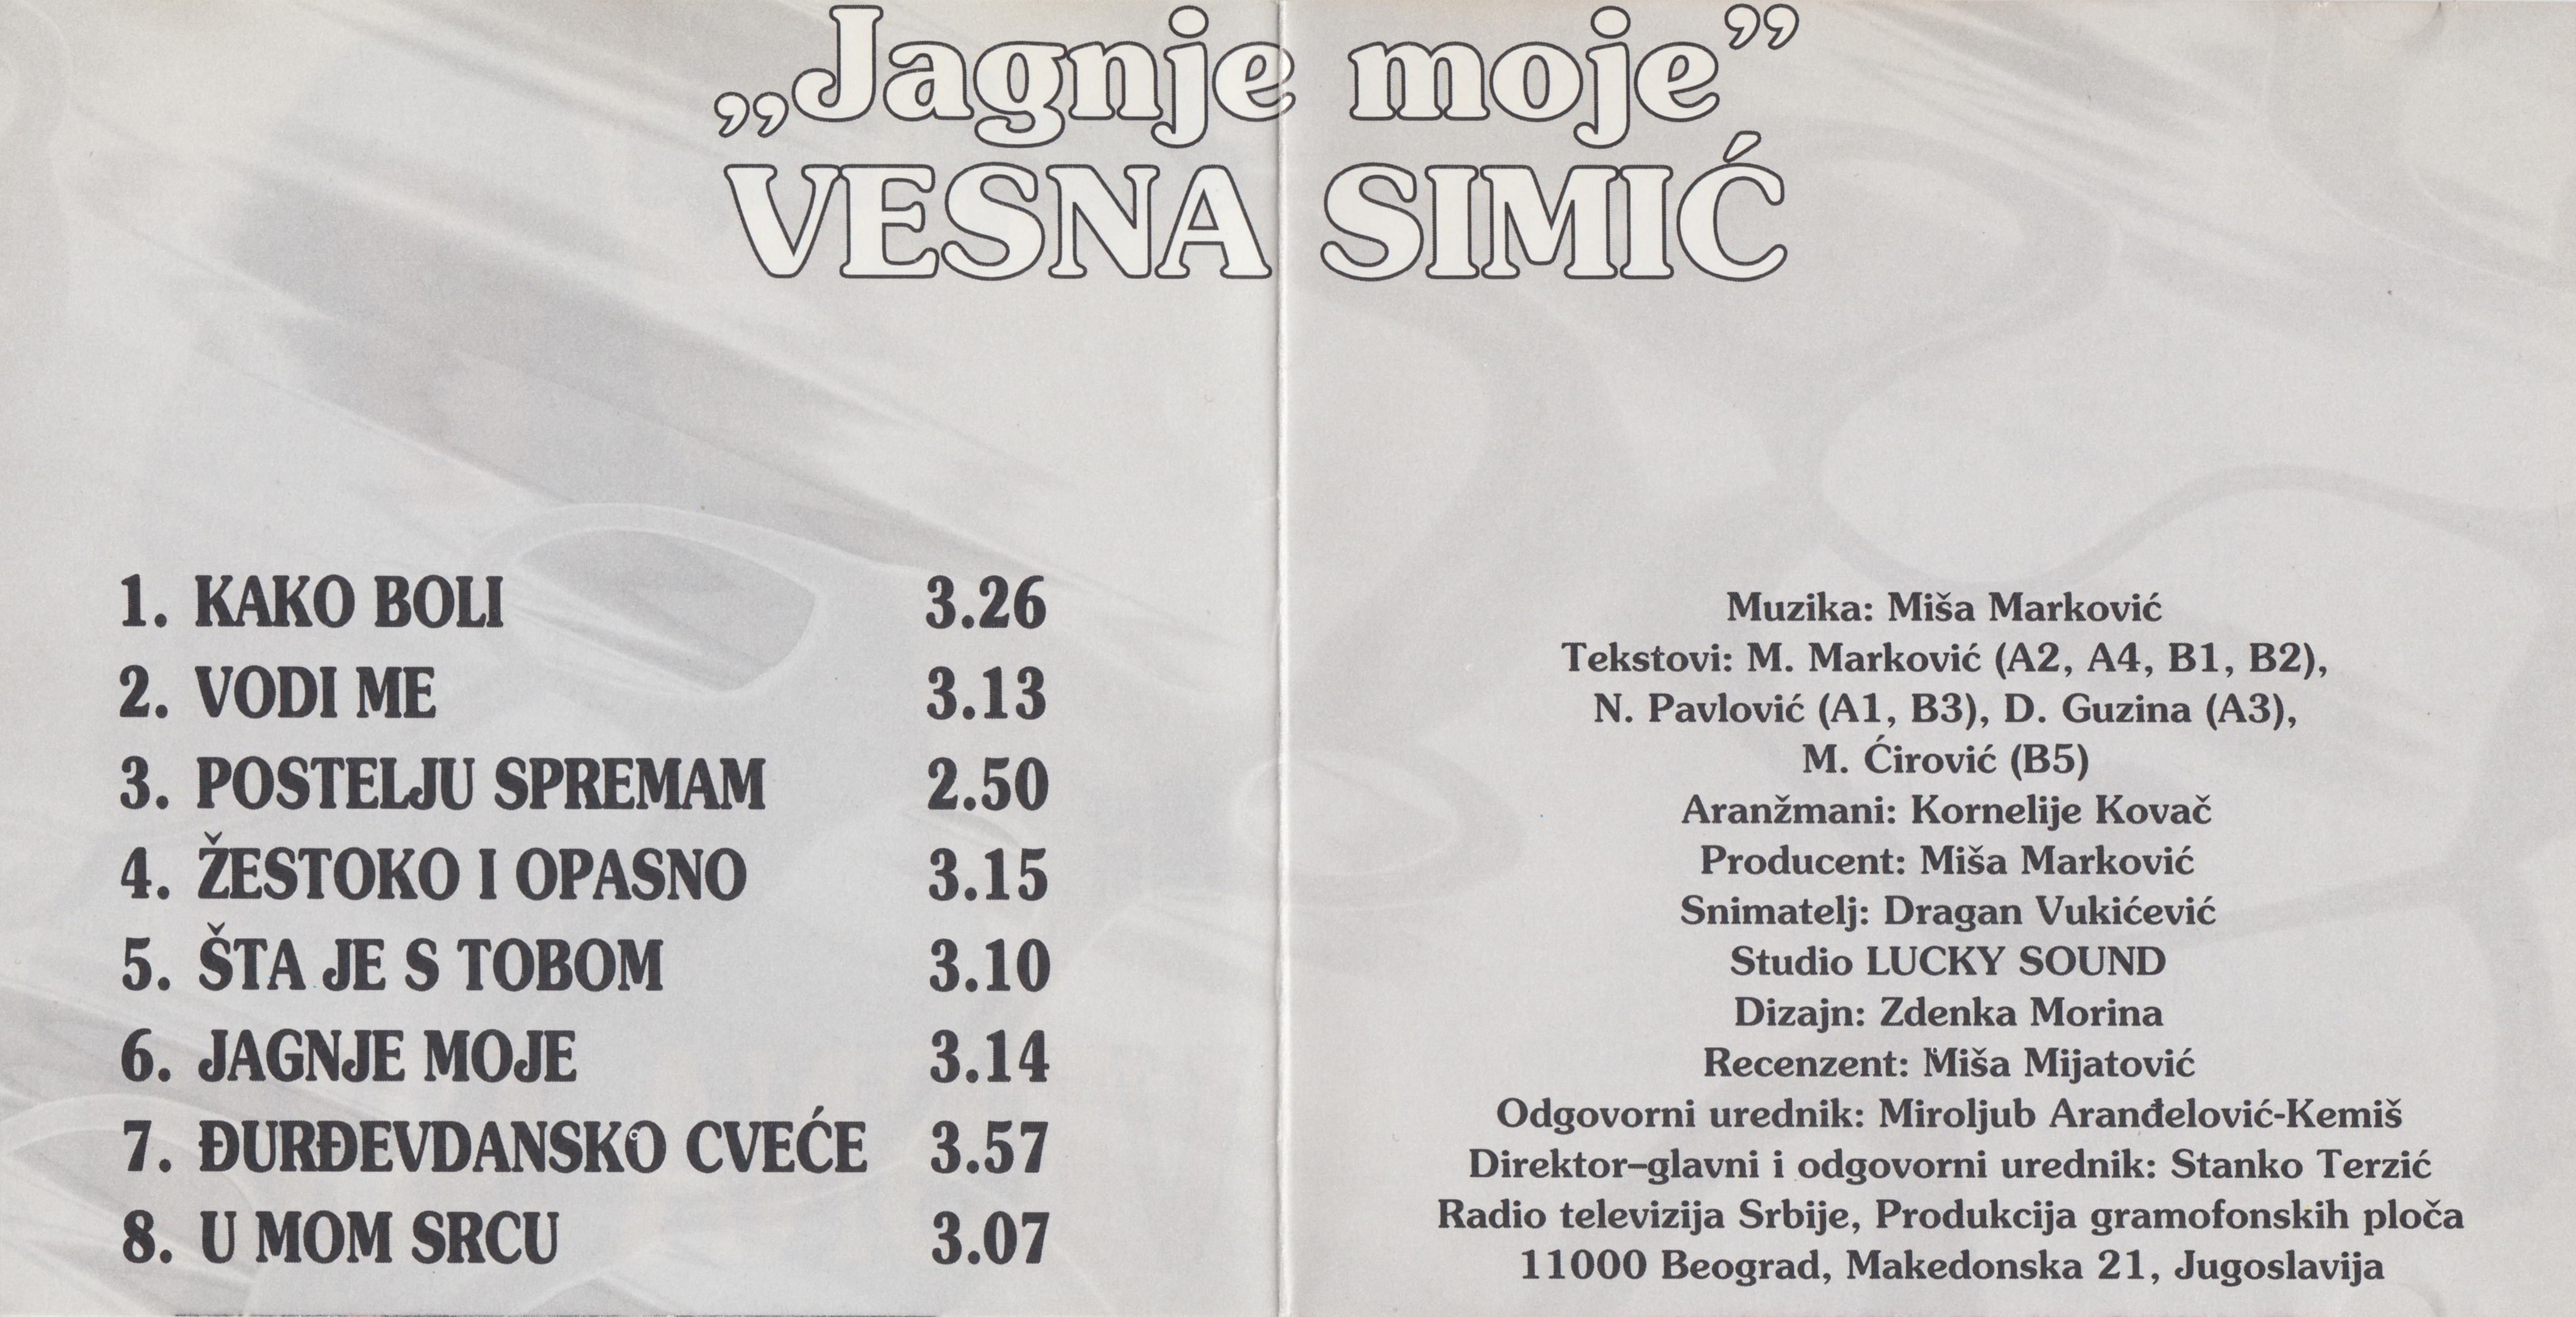 „Jagnje moje”
VESNA SIMIĆ
1. KAKO BOLI 3.26
2. VODI ME 3.13
3. POSTELJU SPREMAM 2.50
4. ŽESTOKO I OPASNO 3.15
5. ŠTA JE S TOBOM 3.10
6. JAGNJE MOJE 3.14
7. ĐURĐEVDANSKO CVEĆE 3.57
8. U MOM SRCU 3.07
Muzika: Miša Marković
Tekstovi: M. Marković (A2, A4, B1, B2),
N. Pavlović (A1, B3), D. Guzina (A3),
M. Ćirović (B5)
Aranžmani: Kornelije Kovač
Producent: Miša Marković
Snimatelj: Dragan Vukićević
Studio LUCKY SOUND
Dizajn: Zdenka Morina
Recenzent: Miša Mijatović
Odgovorni urednik: Miroljub Aranđelović-Kemiš
Direktor–glavni i odgovorni urednik: Stanko Terzić
Radio televizija Srbije, Produkcija gramofonskih ploča
11000 Beograd, Makedonska 21, Jugoslavija